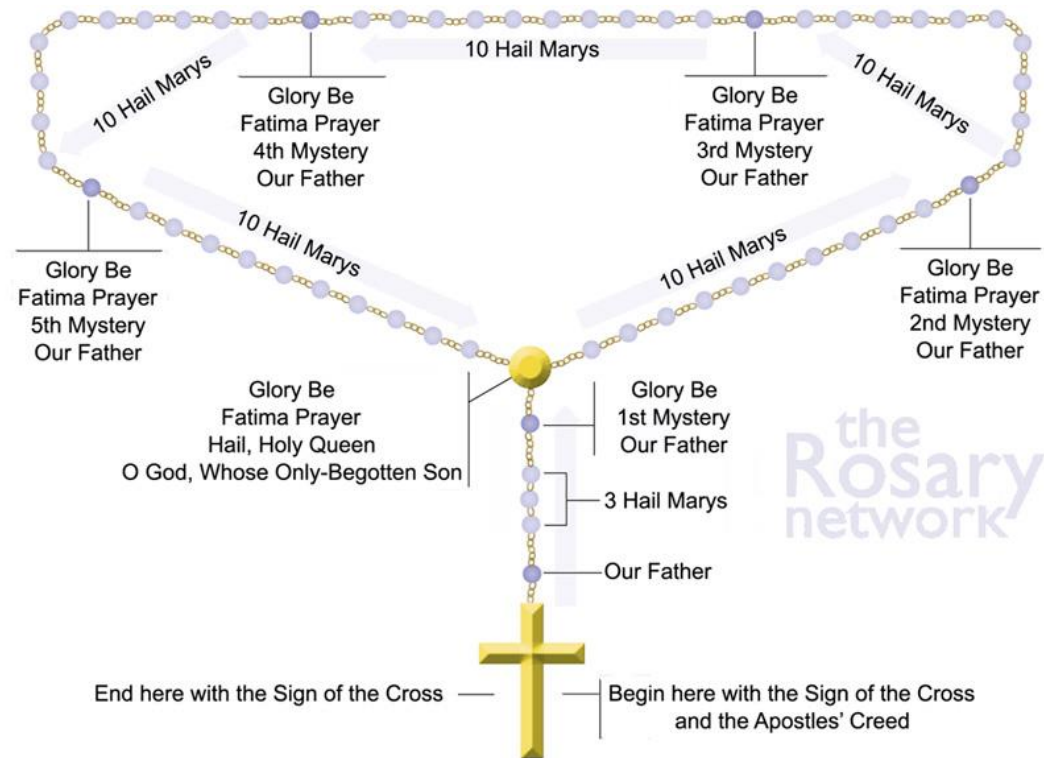 10 Hail Marys
Glory Be
Fatima Prayer
4th Mystery
Our Father
10 Hail Marys
Glory Be
Fatima Prayer
3rd Mystery
Our Father
10 Hail Marys
Glory Be
Fatima Prayer
5th Mystery
Our Father
10 Hail Marys
10 Hail Marys
Glory Be
Fatima Prayer
2nd Mystery
Our Father
Glory Be
Fatima Prayer
Hail, Holy Queen
O God, Whose Only-Begotten Son
Glory Be
1st Mystery
Our Father
3 Hail Marys
Our Father
the
Rosary
network
End here with the Sign of the Cross
Begin here with the Sign of the Cross
and the Apostles’ Creed